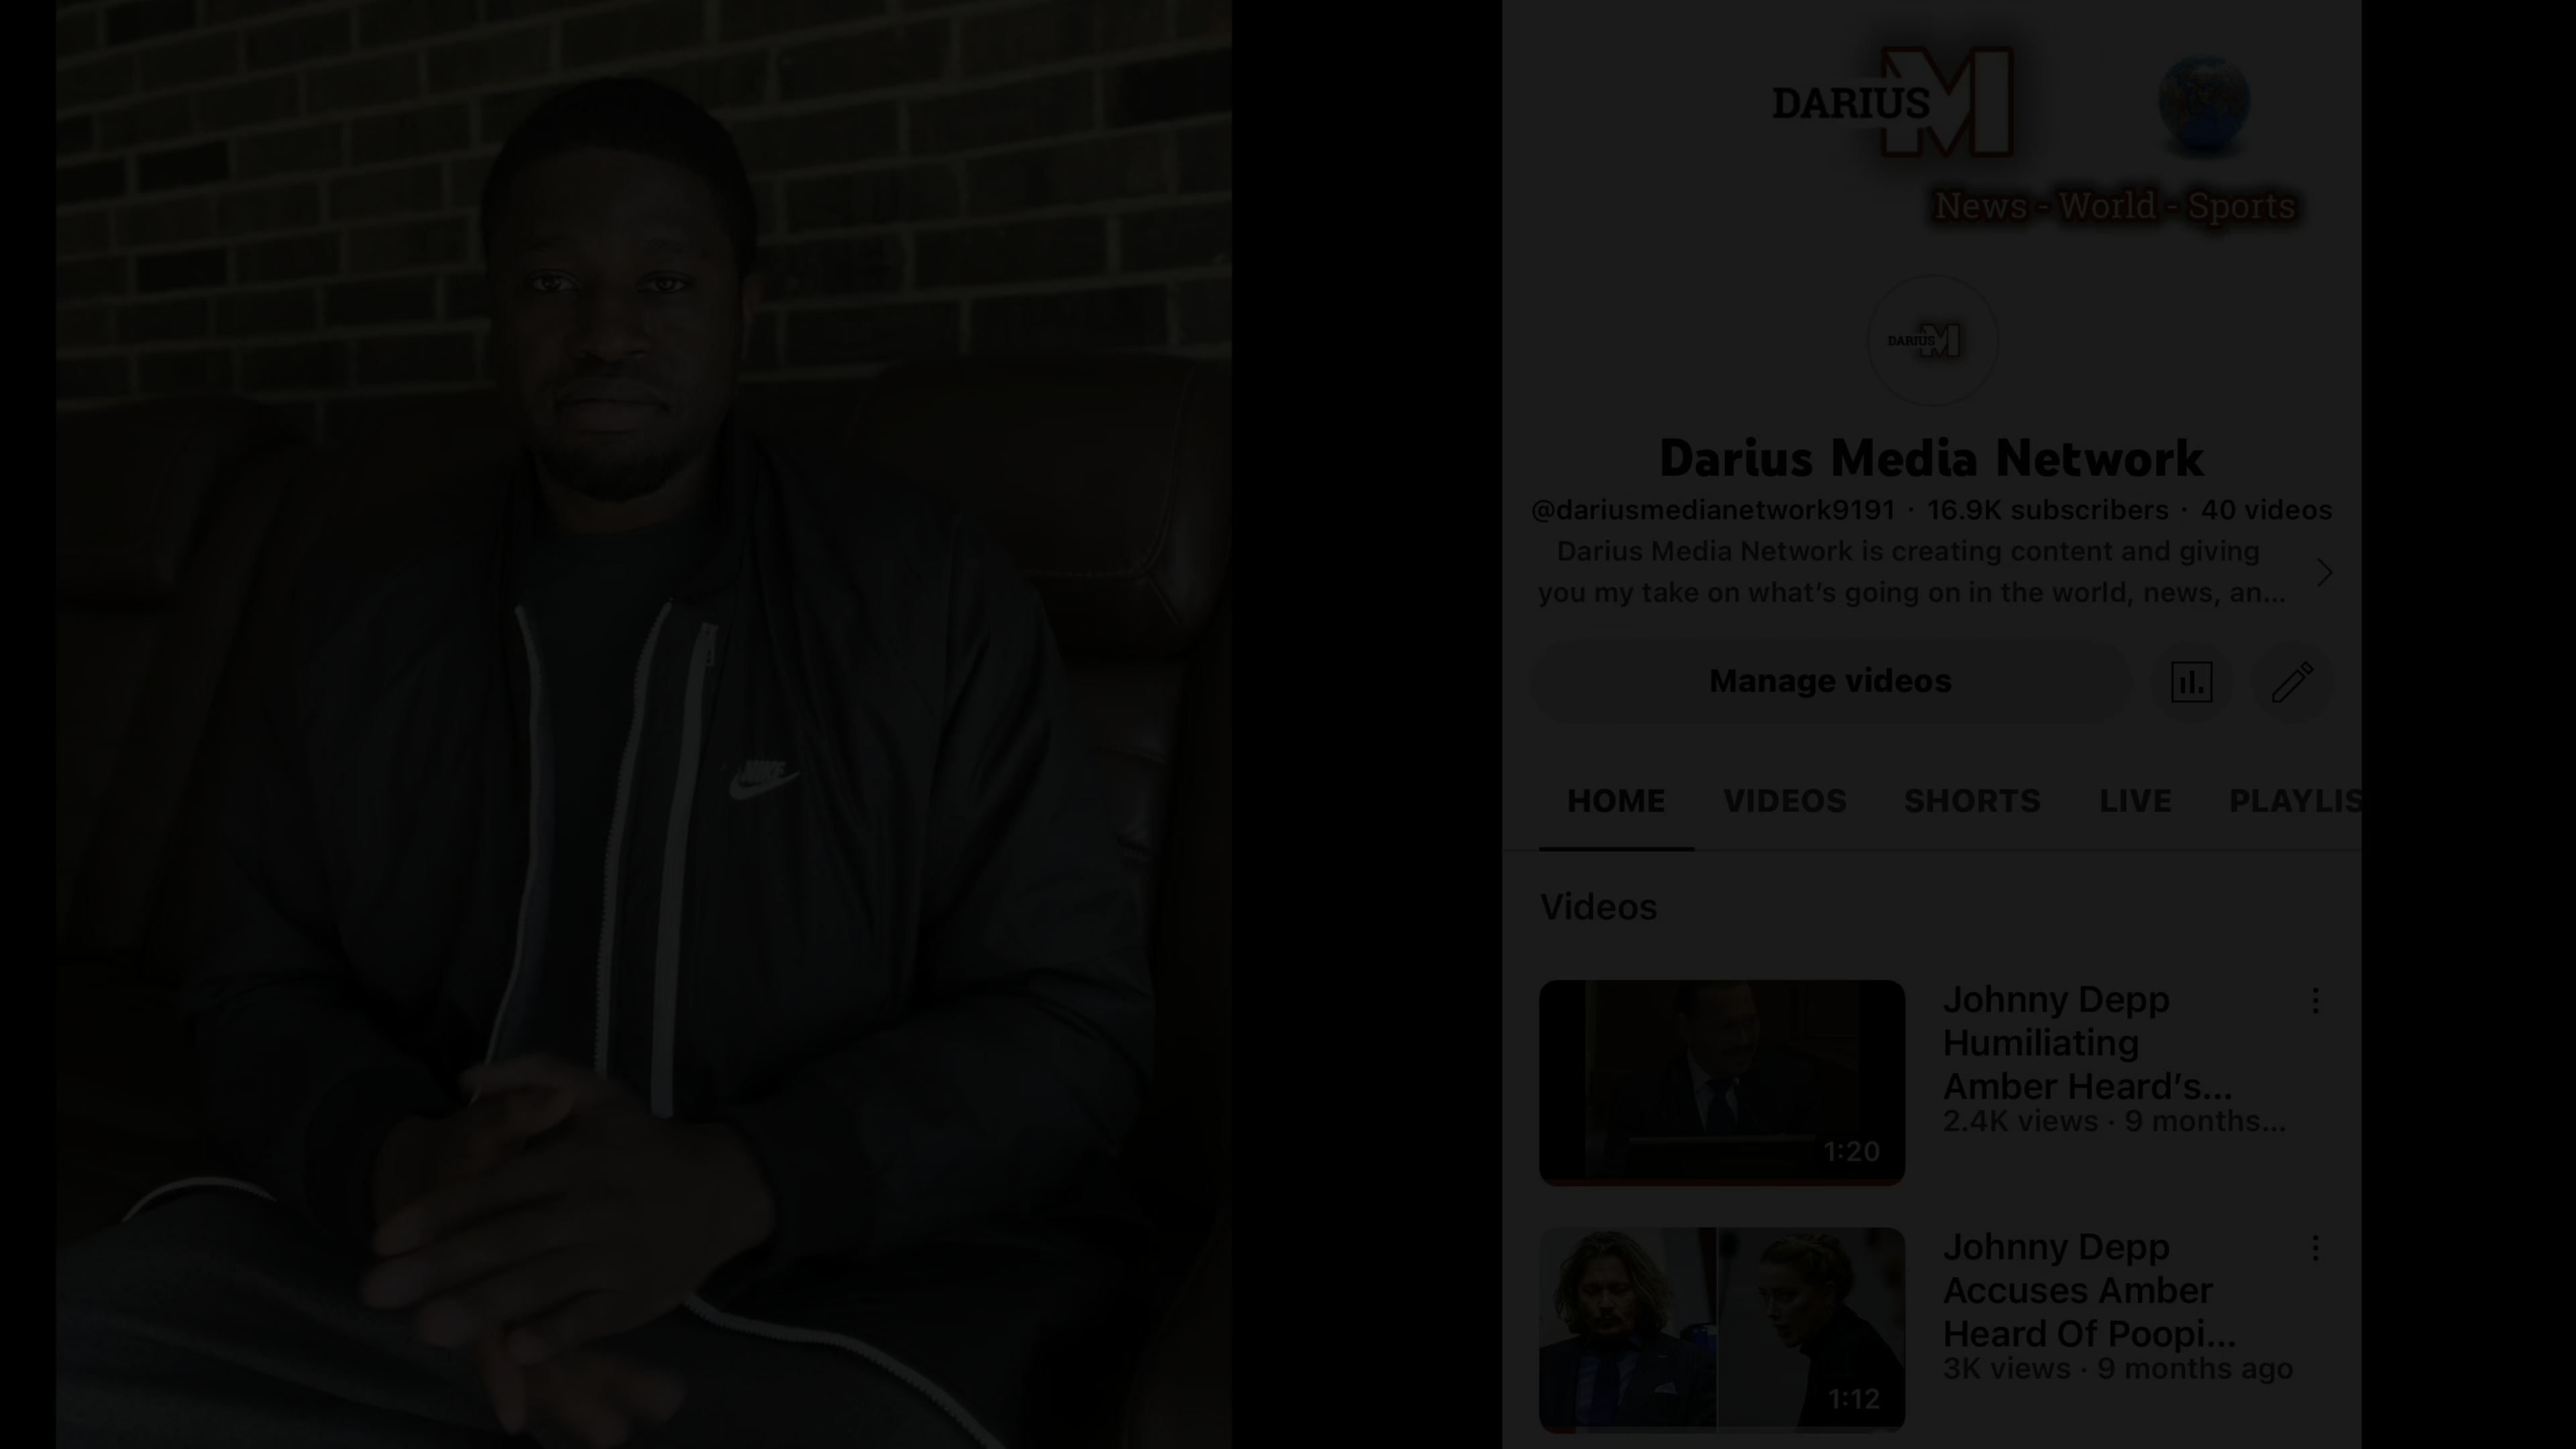 NIKE
DARIUS M
News - World - Sports
DARIUS M
Darius Media Network
@dariusmedianetwork9191 · 16.9K subscribers · 40 videos
Darius Media Network is creating content and giving
you my take on what’s going on in the world, news, an...
Manage videos
HOME VIDEOS SHORTS LIVE PLAYLIS
Videos
Johnny Depp
Humiliating
Amber Heard’s...
2.4K views · 9 months...
1:20
Johnny Depp
Accuses Amber
Heard Of Poopi...
3K views · 9 months ago
1:12